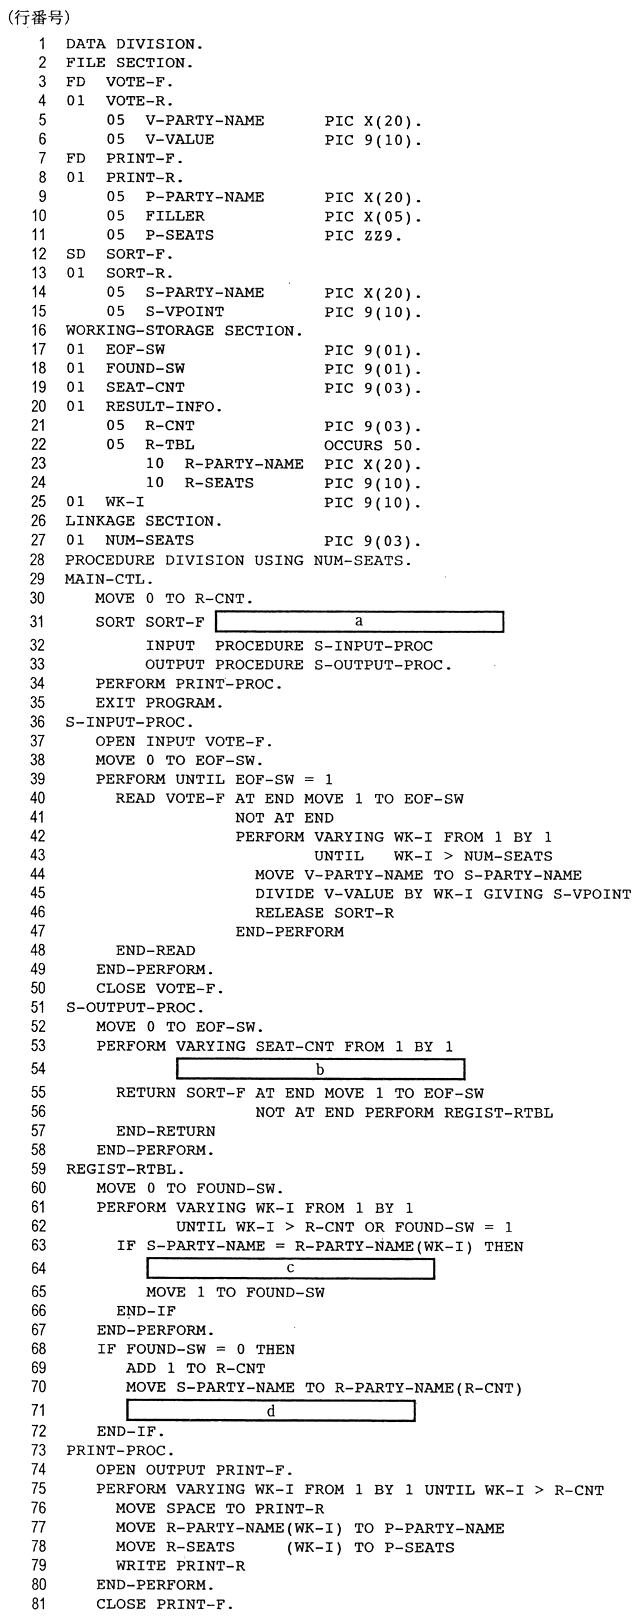 (行番号)
1 DATA DIVISION.
2 FILE SECTION.
3 FD VOTE-F.
4 01 VOTE-R.
5 05 V-PARTY-NAME PIC X(20).
6 05 V-VALUE PIC 9(10).
7 FD PRINT-F.
8 01 PRINT-R.
9 05 P-PARTY-NAME PIC X(20).
10 05 FILLER PIC X(05).
11 05 P-SEATS PIC ZZ9.
12 SD SORT-F.
13 01 SORT-R.
14 05 S-PARTY-NAME PIC X(20).
15 05 S-VPOINT PIC 9(10).
16 WORKING-STORAGE SECTION.
17 01 EOF-SW PIC 9(01).
18 01 FOUND-SW PIC 9(01).
19 01 SEAT-CNT PIC 9(03).
20 01 RESULT-INFO.
21 05 R-CNT PIC 9(03).
22 05 R-TBL OCCURS 50.
23 10 R-PARTY-NAME PIC X(20).
24 10 R-SEATS PIC 9(10).
25 01 WK-I PIC 9(10).
26 LINKAGE SECTION.
27 01 NUM-SEATS PIC 9(03).
28 PROCEDURE DIVISION USING NUM-SEATS.
29 MAIN-CTL.
30 MOVE 0 TO R-CNT.
31 SORT SORT-F a
32 INPUT PROCEDURE S-INPUT-PROC
33 OUTPUT PROCEDURE S-OUTPUT-PROC.
34 PERFORM PRINT-PROC.
35 EXIT PROGRAM.
36 S-INPUT-PROC.
37 OPEN INPUT VOTE-F.
38 MOVE 0 TO EOF-SW.
39 PERFORM UNTIL EOF-SW = 1
40 READ VOTE-F AT END MOVE 1 TO EOF-SW
41 NOT AT END
42 PERFORM VARYING WK-I FROM 1 BY 1
43 UNTIL WK-I > NUM-SEATS
44 MOVE V-PARTY-NAME TO S-PARTY-NAME
45 DIVIDE V-VALUE BY WK-I GIVING S-VPOINT
46 RELEASE SORT-R
47 END-PERFORM
48 END-READ
49 END-PERFORM.
50 CLOSE VOTE-F.
51 S-OUTPUT-PROC.
52 MOVE 0 TO EOF-SW.
53 PERFORM VARYING SEAT-CNT FROM 1 BY 1
54 b
55 RETURN SORT-F AT END MOVE 1 TO EOF-SW
56 NOT AT END PERFORM REGIST-RTBL
57 END-RETURN
58 END-PERFORM.
59 REGIST-RTBL.
60 MOVE 0 TO FOUND-SW.
61 PERFORM VARYING WK-I FROM 1 BY 1
62 UNTIL WK-I > R-CNT OR FOUND-SW = 1
63 IF S-PARTY-NAME = R-PARTY-NAME(WK-I) THEN
64 c
65 MOVE 1 TO FOUND-SW
66 END-IF
67 END-PERFORM.
68 IF FOUND-SW = 0 THEN
69 ADD 1 TO R-CNT
70 MOVE S-PARTY-NAME TO R-PARTY-NAME(R-CNT)
71 d
72 END-IF.
73 PRINT-PROC.
74 OPEN OUTPUT PRINT-F.
75 PERFORM VARYING WK-I FROM 1 BY 1 UNTIL WK-I > R-CNT
76 MOVE SPACE TO PRINT-R
77 MOVE R-PARTY-NAME(WK-I) TO P-PARTY-NAME
78 MOVE R-SEATS (WK-I) TO P-SEATS
79 WRITE PRINT-R
80 END-PERFORM.
81 CLOSE PRINT-F.